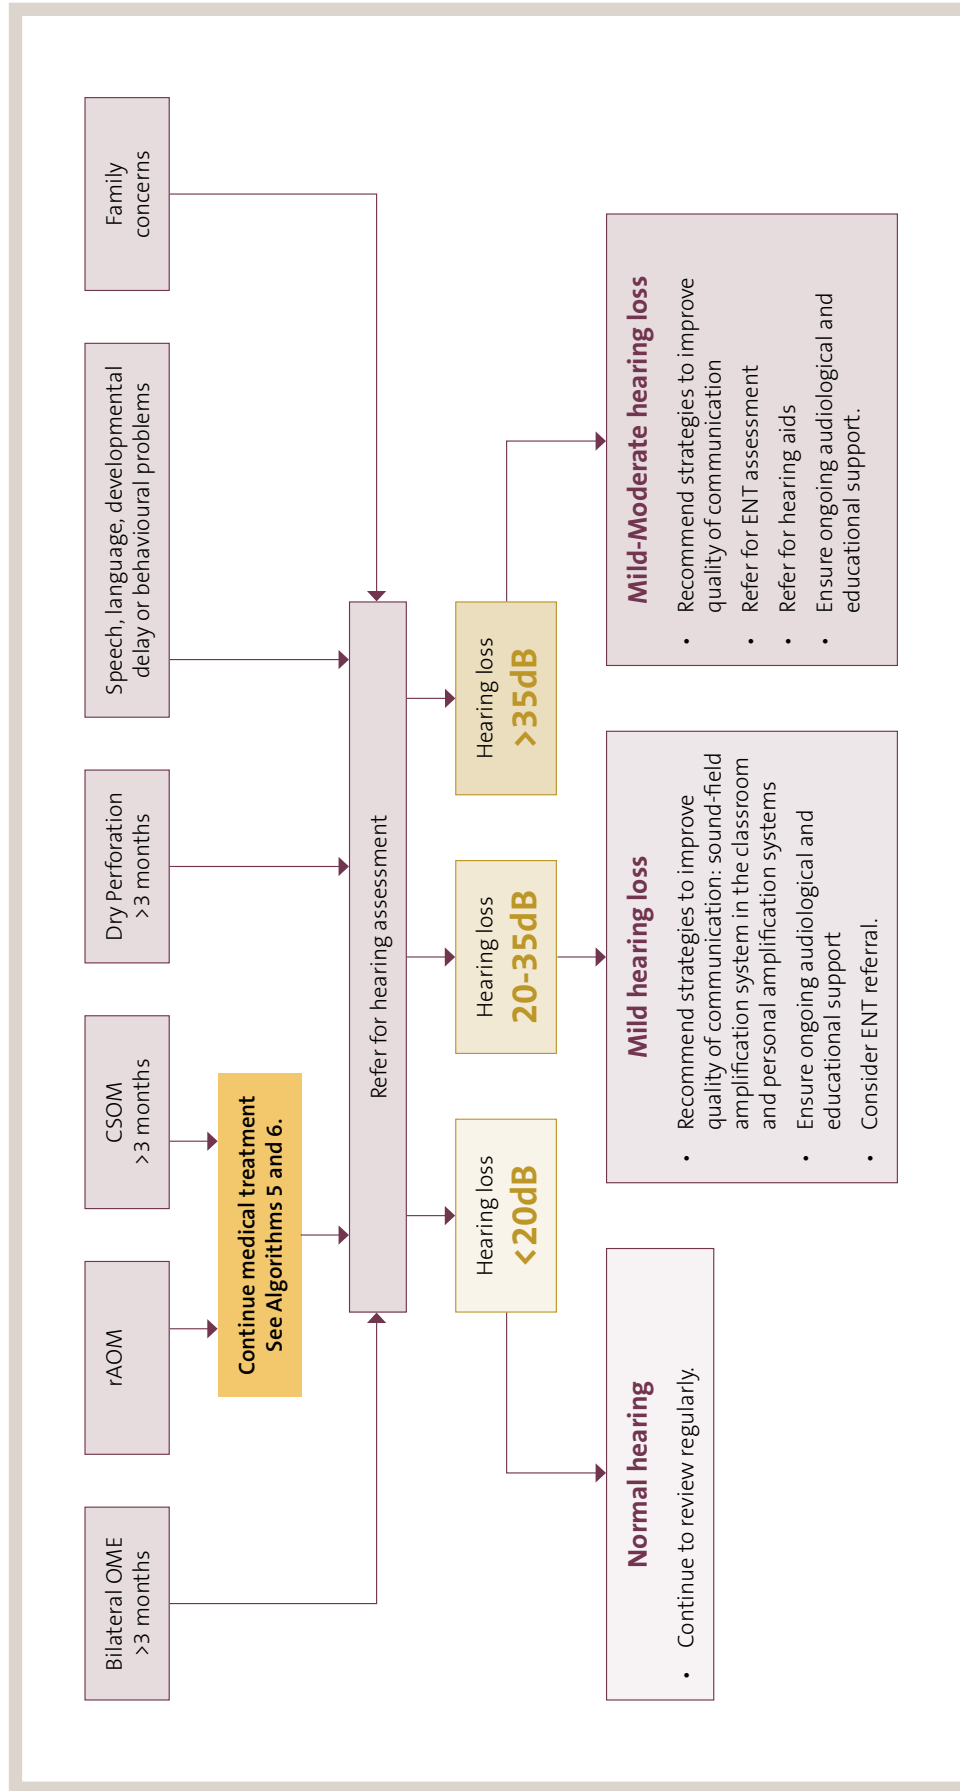 Bilateral OME
>3 months
rAOM
CSOM
>3 months
Dry Perforation
>3 months
Speech, language, developmental
delay or behavioural problems
Family
concerns
Continue medical treatment
See Algorithms 5 and 6.
Refer for hearing assessment
Hearing loss
<20dB
Hearing loss
20-35dB
Hearing loss
>35dB
Normal hearing
• Continue to review regularly.
Mild hearing loss
• Recommend strategies to improve
quality of communication: sound-field
amplification system in the classroom
and personal amplification systems
• Ensure ongoing audiological and
educational support
• Consider ENT referral.
Mild-Moderate hearing loss
• Recommend strategies to improve
quality of communication
• Refer for ENT assessment
• Refer for hearing aids
• Ensure ongoing audiological and
educational support.